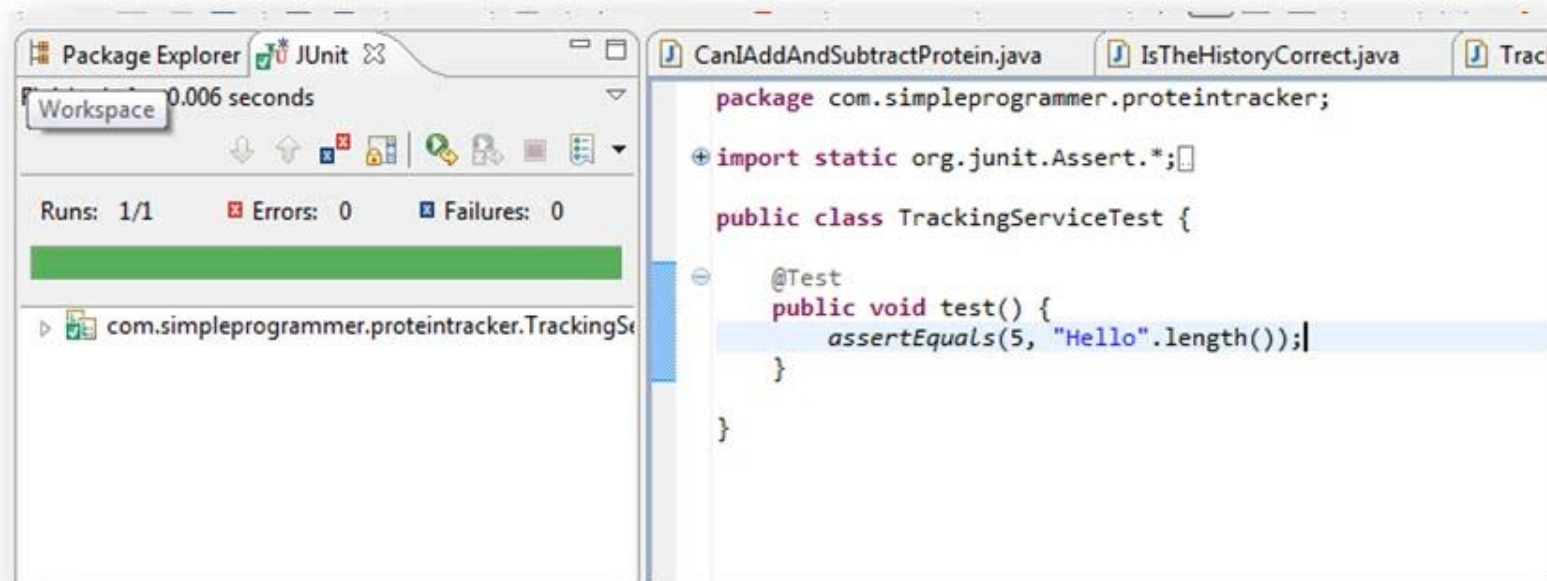 Package Explorer JUnit
0.006 seconds
Workspace
Runs: 1/1 Errors: 0 Failures: 0
com.simpleprogrammer.proteintracker.TrackingSe
CanIAddAndSubtractProtein.java IsTheHistoryCorrect.java Trac
package com.simpleprogrammer.proteintracker;
import static org.junit.Assert.*;
public class TrackingServiceTest {
@Test
public void test() {
assertEquals(5, "Hello".length());
}
}